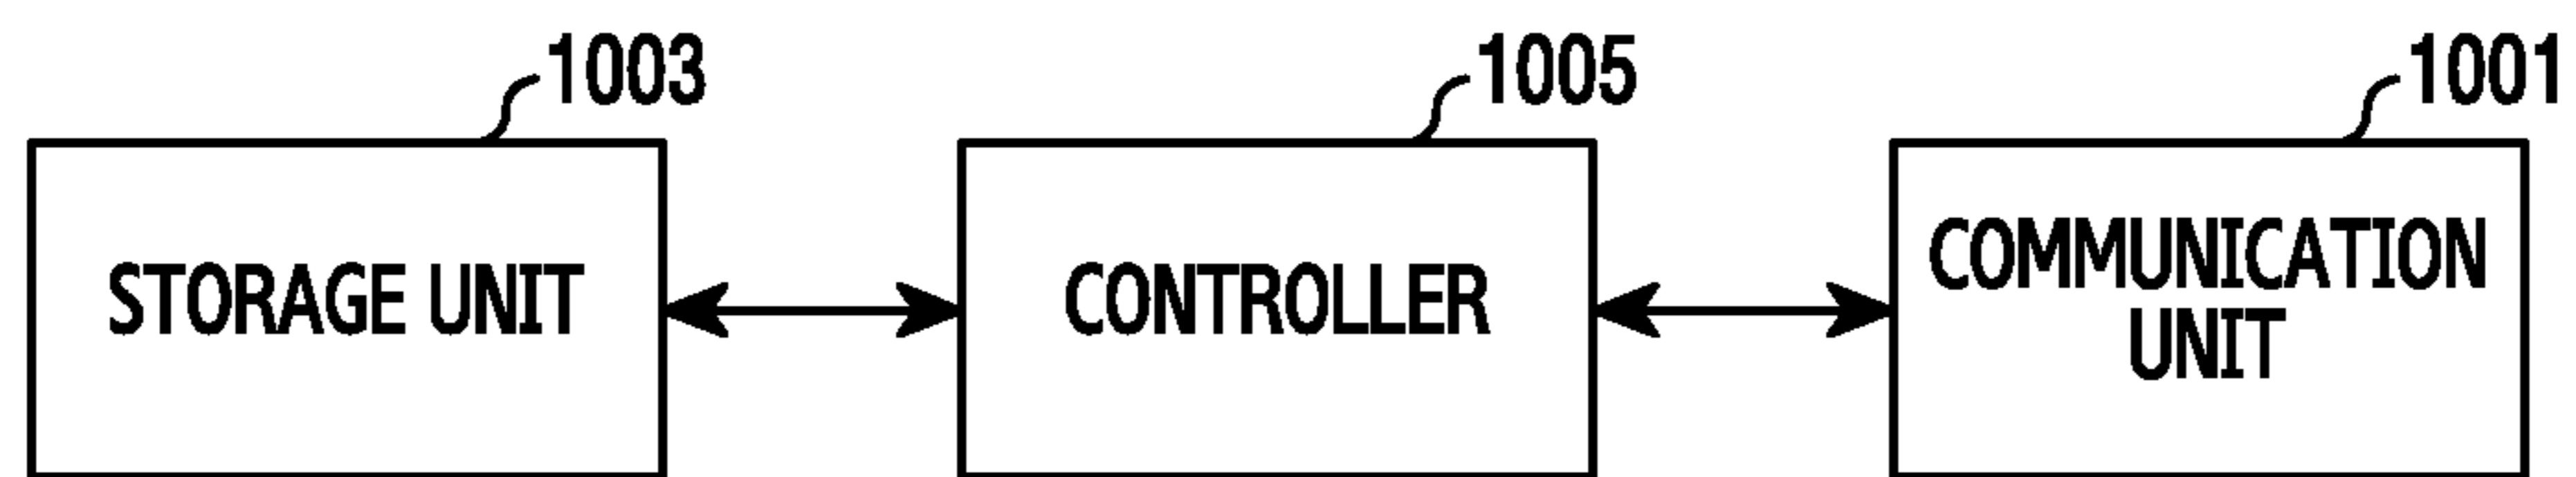 1003
1005
1001
STORAGE UNIT
CONTROLLER
COMMUNICATION
UNIT